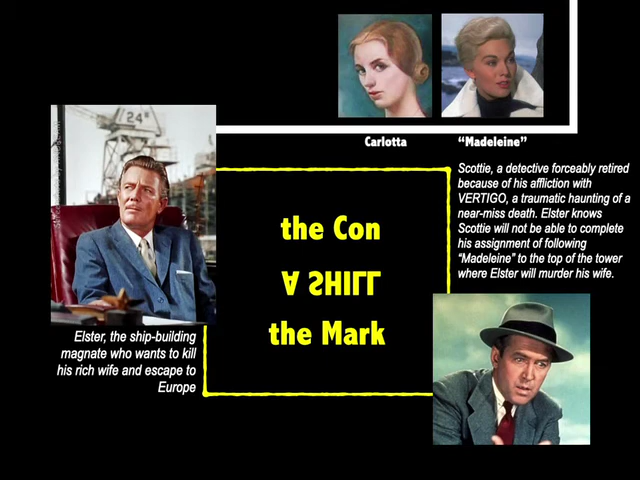 24
Carlotta
“Madeleine”
Scottie, a detective forceably retired
because of his affliction with
VERTIGO, a traumatic haunting of a
near-miss death. Elster knows
Scottie will not be able to complete
his assignment of following
“Madeleine” to the top of the tower
where Elster will murder his wife.
the Con
A SHILL
the Mark
Elster, the ship-building
magnate who wants to kill
his rich wife and escape to
Europe